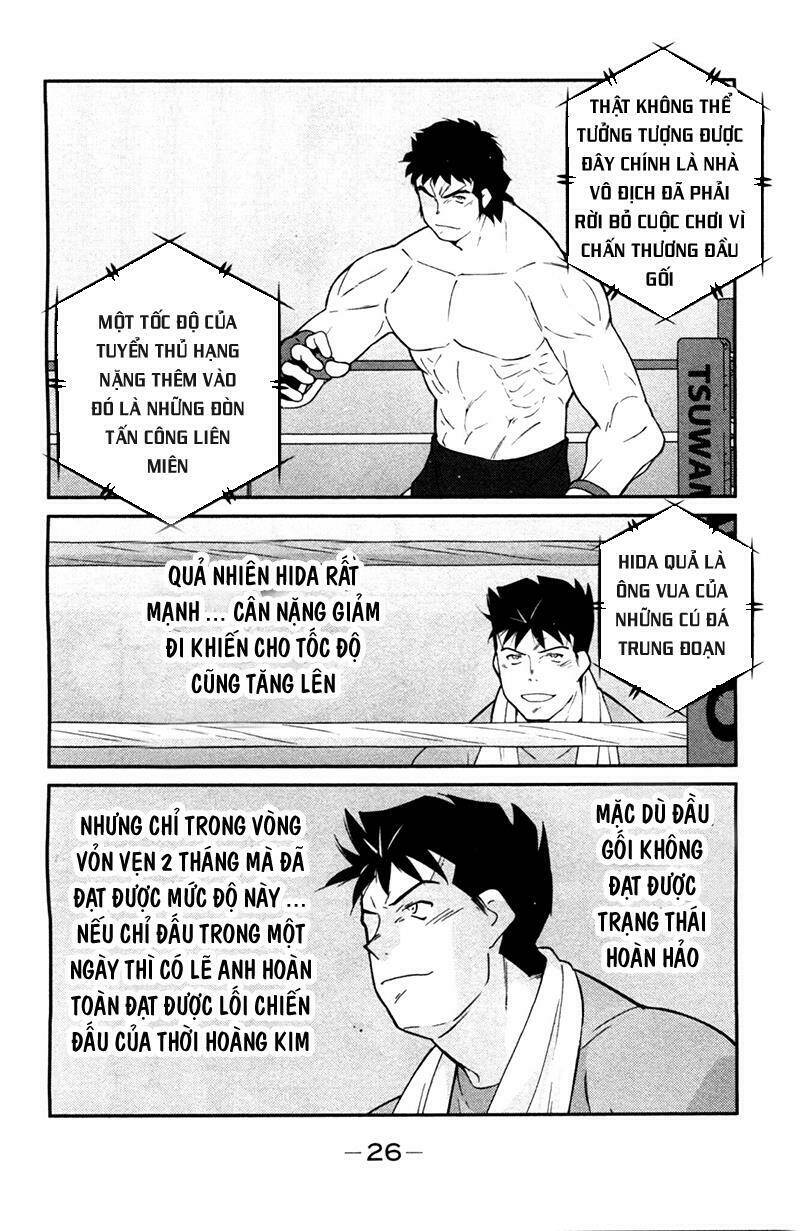 THẬT KHÔNG THỂ
TƯỞNG TƯỢNG ĐƯỢC
ĐÂY CHÍNH LÀ NHÀ
VÔ ĐỊCH ĐÃ PHẢI
RỜI BỎ CUỘC CHƠI VÌ
CHẤN THƯƠNG ĐẦU
GỐI
MỘT TỐC ĐỘ CỦA
TUYỂN THỦ HẠNG
NẶNG THÊM VÀO
ĐÓ LÀ NHỮNG ĐÒN
TẤN CÔNG LIÊN
MIÊN
TSUWAM
HIDA QUẢ LÀ
ÔNG VUA CỦA
NHỮNG CÚ ĐÁ
TRUNG ĐOẠN
QUẢ NHIÊN HIDA RẤT
MẠNH ... CÂN NẶNG GIẢM
ĐI KHIẾN CHO TỐC ĐỘ
CŨNG TĂNG LÊN
MẶC DÙ ĐẦU
GỐI KHÔNG
ĐẠT ĐƯỢC
TRẠNG THÁI
HOÀN HẢO
NHƯNG CHỈ TRONG VÒNG
VỎN VẸN 2 THÁNG MÀ ĐÃ
ĐẠT ĐƯỢC MỨC ĐỘ NÀY ...
NẾU CHỈ ĐẤU TRONG MỘT
NGÀY THÌ CÓ LẼ ANH HOÀN
TOÀN ĐẠT ĐƯỢC LỐI CHIẾN
ĐẤU CỦA THỜI HOÀNG KIM
-26-